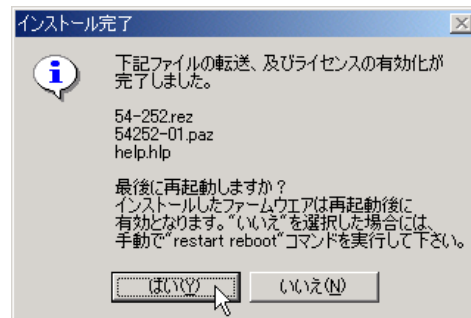 インストール完了
下記ファイルの転送、及びライセンスの有効化が
完了しました。
54-252.rez
54252-01.paz
help.hlp
最後に再起動しますか？
インストールしたファームウエアは再起動後に
有効となります。“いいえ”を選択した場合には、
手動で“restart reboot”コマンドを実行して下さい。
はい(Y)
いいえ(N)